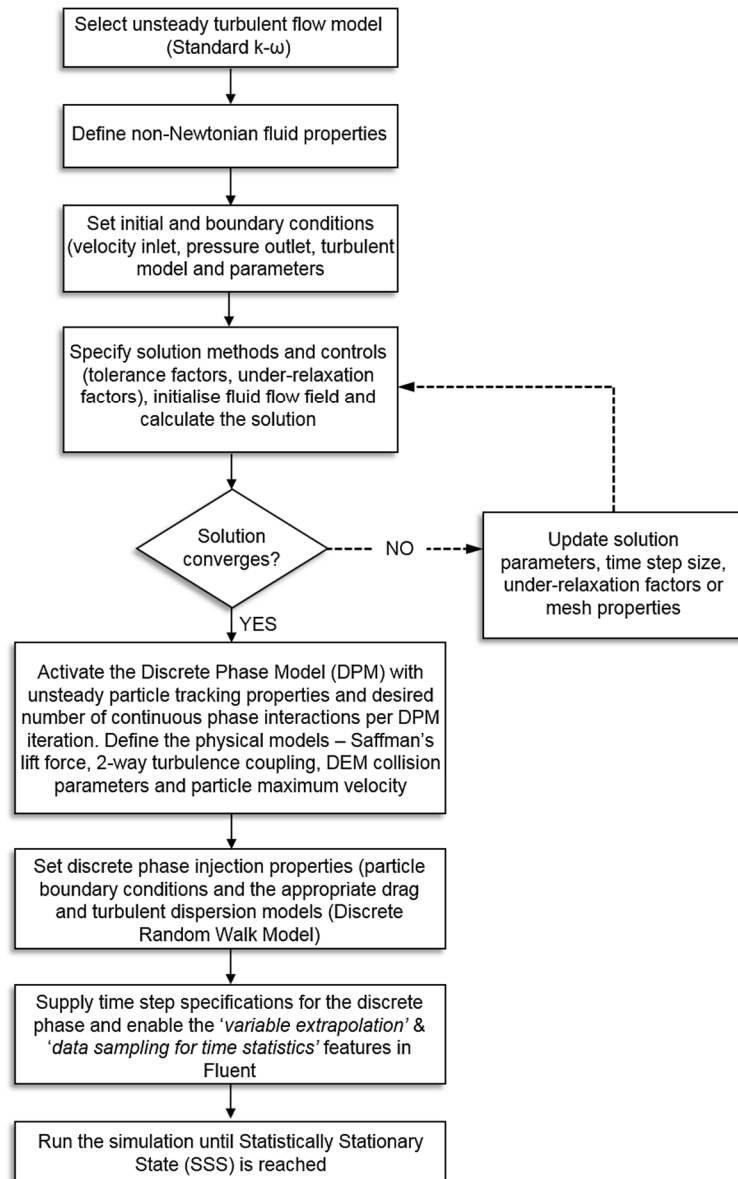 Select unsteady turbulent flow model
(Standard k-ω)
Define non-Newtonian fluid properties
Set initial and boundary conditions
(velocity inlet, pressure outlet, turbulent
model and parameters
Specify solution methods and controls
(tolerance factors, under-relaxation
factors), initialise fluid flow field and
calculate the solution
Solution
converges?
NO
Update solution
parameters, time step size,
under-relaxation factors or
mesh properties
YES
Activate the Discrete Phase Model (DPM) with
unsteady particle tracking properties and desired
number of continuous phase interactions per DPM
iteration. Define the physical models – Saffman's
lift force, 2-way turbulence coupling, DEM collision
parameters and particle maximum velocity
Set discrete phase injection properties (particle
boundary conditions and the appropriate drag
and turbulent dispersion models (Discrete
Random Walk Model)
Supply time step specifications for the discrete
phase and enable the 'variable extrapolation' &
'data sampling for time statistics' features in
Fluent
Run the simulation until Statistically Stationary
State (SSS) is reached